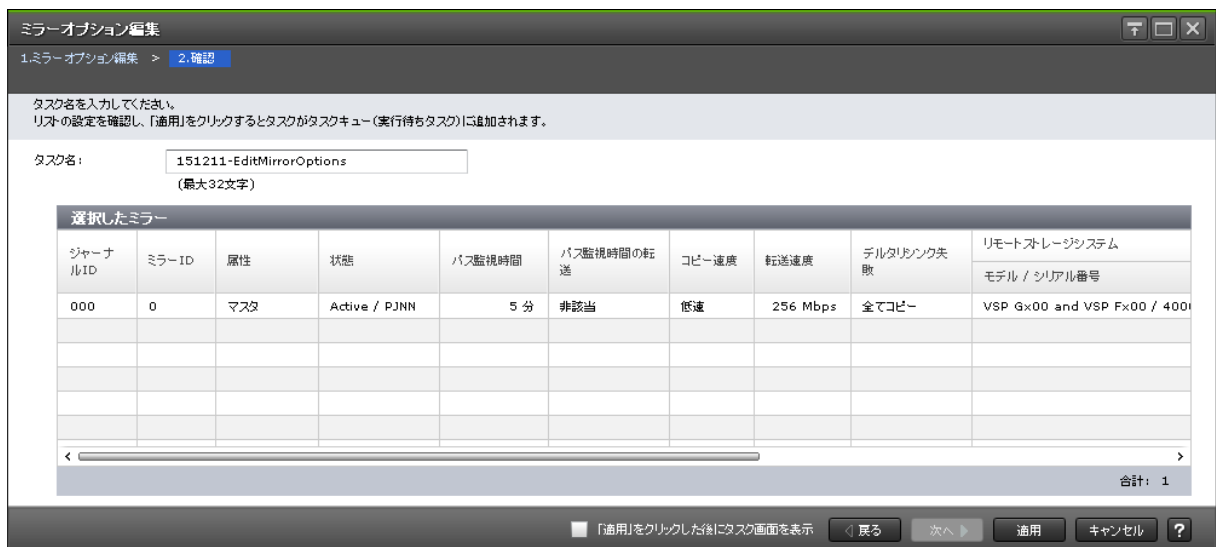 ミラーオプション編集
1.ミラーオプション編集 > 2.確認
タスク名を入力してください。
リストの設定を確認し、「適用」をクリックするとタスクがタスクキュー(実行待ちタスク)に追加されます。
タスク名: 151211-EditMirrorOptions
(最大32文字)
選択したミラー
ジャーナルID ミラーID 属性 状態 パス監視時間 パス監視時間の転送 コピー速度 転送速度 デルタリシンク失敗 リモートストレージシステム
モデル / シリアル番号
000 0 マスタ Active / PJNN 5 分 非該当 低速 256 Mbps 全てコピー VSP Gx00 and VSP Fx00 / 400
合計: 1
「適用」をクリックした後にタスク画面を表示 戻る 次へ 適用 キャンセル ?